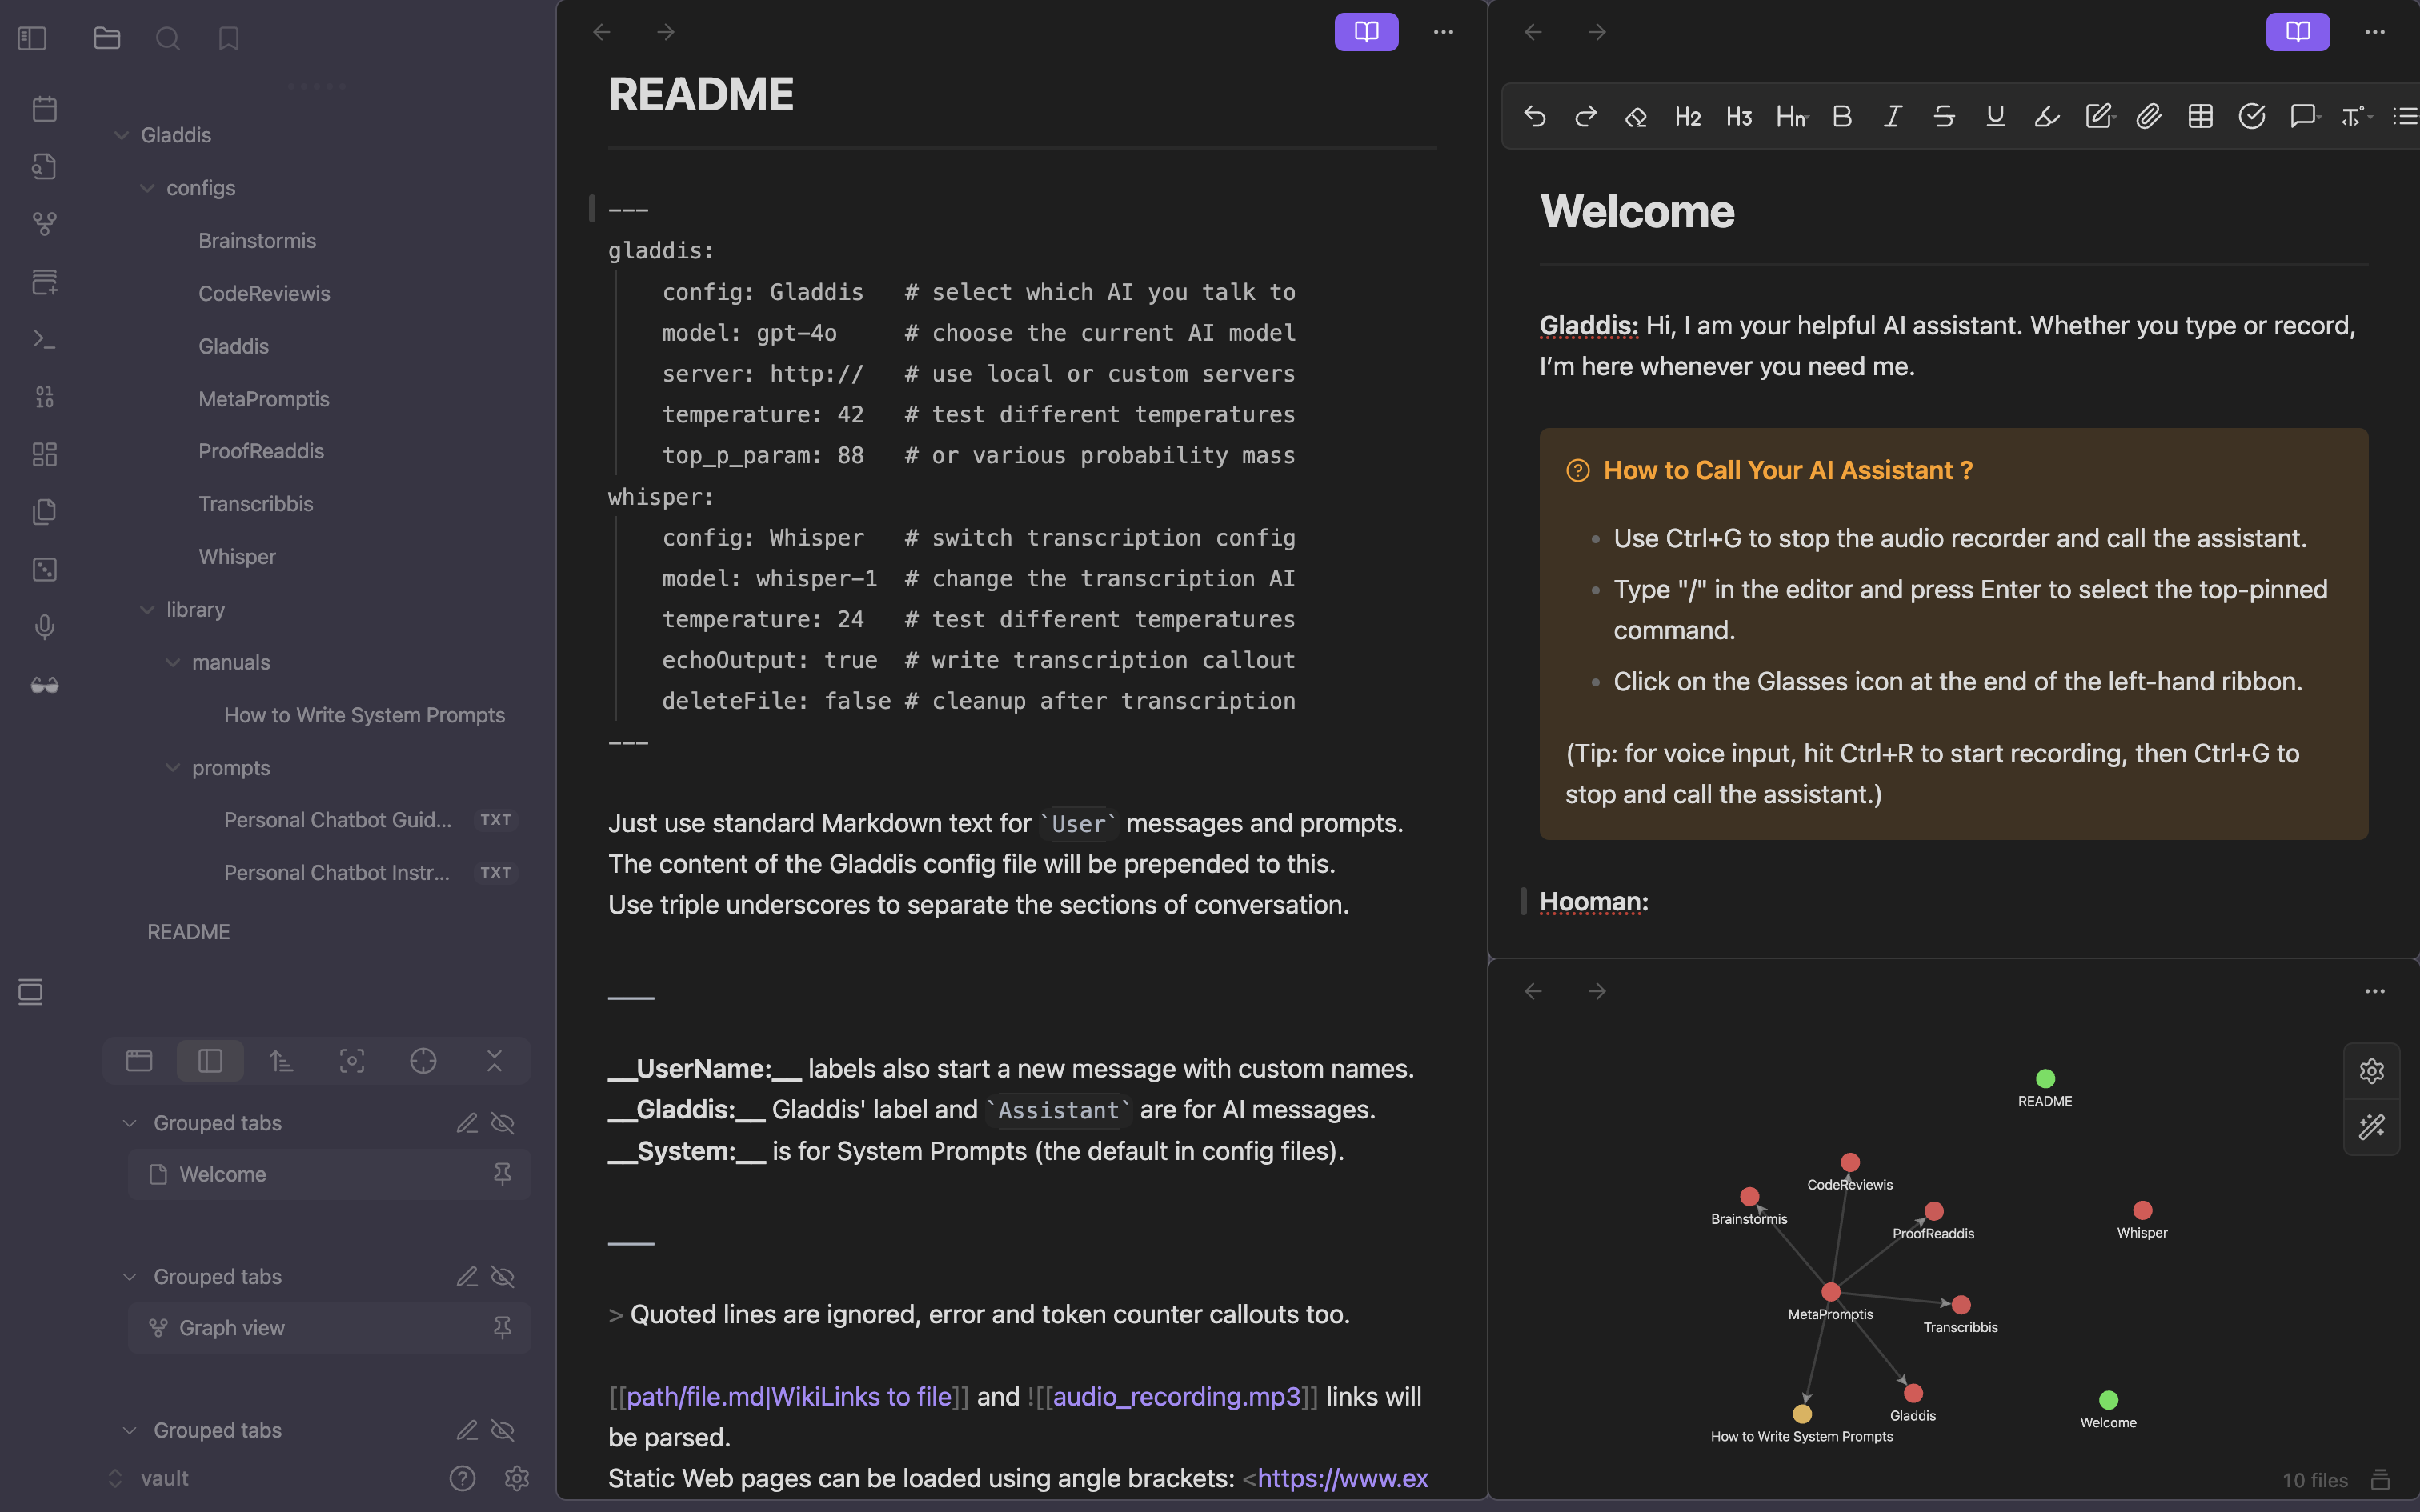 Gladdis
configs
Brainstormis
CodeReviewis
Gladdis
MetaPromptis
ProofReaddis
Transcribbis
Whisper
library
manuals
How to Write System Prompts
prompts
Personal Chatbot Guid... TXT
Personal Chatbot Instr... TXT
README
Grouped tabs
Welcome
Grouped tabs
Graph view
Grouped tabs
vault
README
---
gladdis:
config: Gladdis # select which AI you talk to
model: gpt-4o # choose the current AI model
server: http:// # use local or custom servers
temperature: 42 # test different temperatures
top_p_param: 88 # or various probability mass
whisper:
config: Whisper # switch transcription config
model: whisper-1 # change the transcription AI
temperature: 24 # test different temperatures
echoOutput: true # write transcription callout
deleteFile: false # cleanup after transcription
---
Just use standard Markdown text for `User` messages and prompts.
The content of the Gladdis config file will be prepended to this.
Use triple underscores to separate the sections of conversation.
___
__UserName:__ labels also start a new message with custom names.
__Gladdis:__ Gladdis' label and `Assistant` are for AI messages.
__System:__ is for System Prompts (the default in config files).
___
> Quoted lines are ignored, error and token counter callouts too.
[[path/file.md|WikiLinks to file]] and ![[audio_recording.mp3]] links will
be parsed.
Static Web pages can be loaded using angle brackets: <https://www.ex
H2 H3 Hn B I S U T
Welcome
Gladdis: Hi, I am your helpful AI assistant. Whether you type or record,
I’m here whenever you need me.
How to Call Your AI Assistant ?
• Use Ctrl+G to stop the audio recorder and call the assistant.
• Type "/" in the editor and press Enter to select the top-pinned
command.
• Click on the Glasses icon at the end of the left-hand ribbon.
(Tip: for voice input, hit Ctrl+R to start recording, then Ctrl+G to
stop and call the assistant.)
Hooman:
README
CodeReviewis
Brainstormis
ProofReaddis
Whisper
MetaPromptis
Transcribbis
Gladdis
Welcome
How to Write System Prompts
10 files